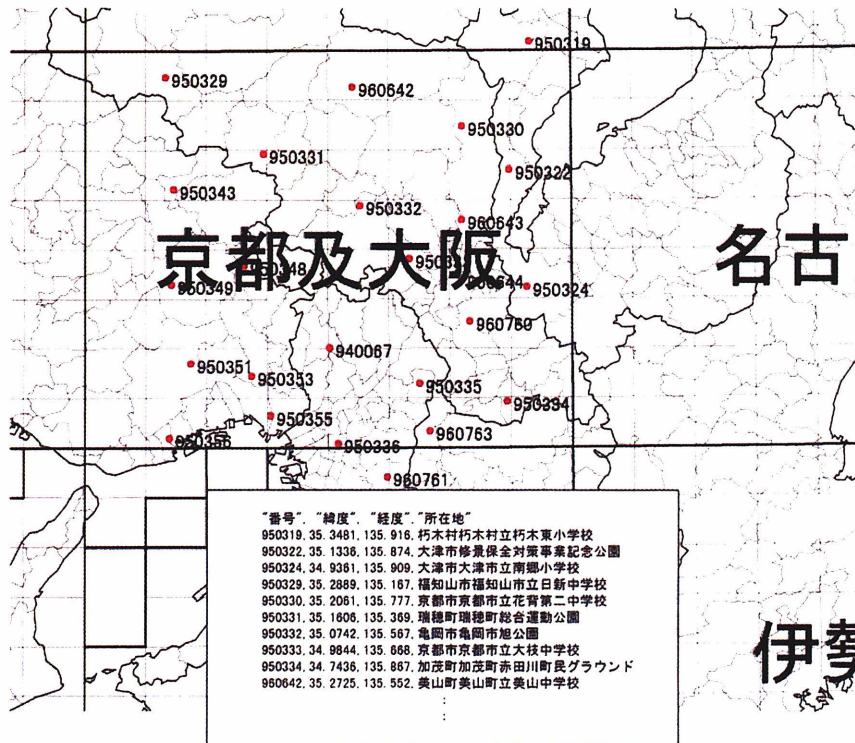 950319
950329
960642
950330
950331
950322
950343
950332
960643
京都及大阪
名古
950348
950349
960644
950324
960760
940067
950351
950353
950335
950334
950355
960763
950356
950336
960761
"番号", "緯度", "経度", "所在地"
950319, 35.3481, 135.916, 朽木村朽木村立朽木東小学校
950322, 35.1336, 135.874, 大津市修景保全対策事業記念公園
950324, 34.9361, 135.909, 大津市大津市立南郷小学校
950329, 35.2889, 135.167, 福知山市福知山市立日新中学校
950330, 35.2061, 135.777, 京都市京都市立花背第二中学校
950331, 35.1606, 135.369, 瑞穂町瑞穂町総合運動公園
950332, 35.0742, 135.567, 亀岡市亀岡市旭公園
950333, 34.9844, 135.668, 京都市京都市立大枝中学校
950334, 34.7436, 135.867, 加茂町加茂町赤田川町民グラウンド
960642, 35.2725, 135.552, 美山町美山町立美山中学校
伊勢